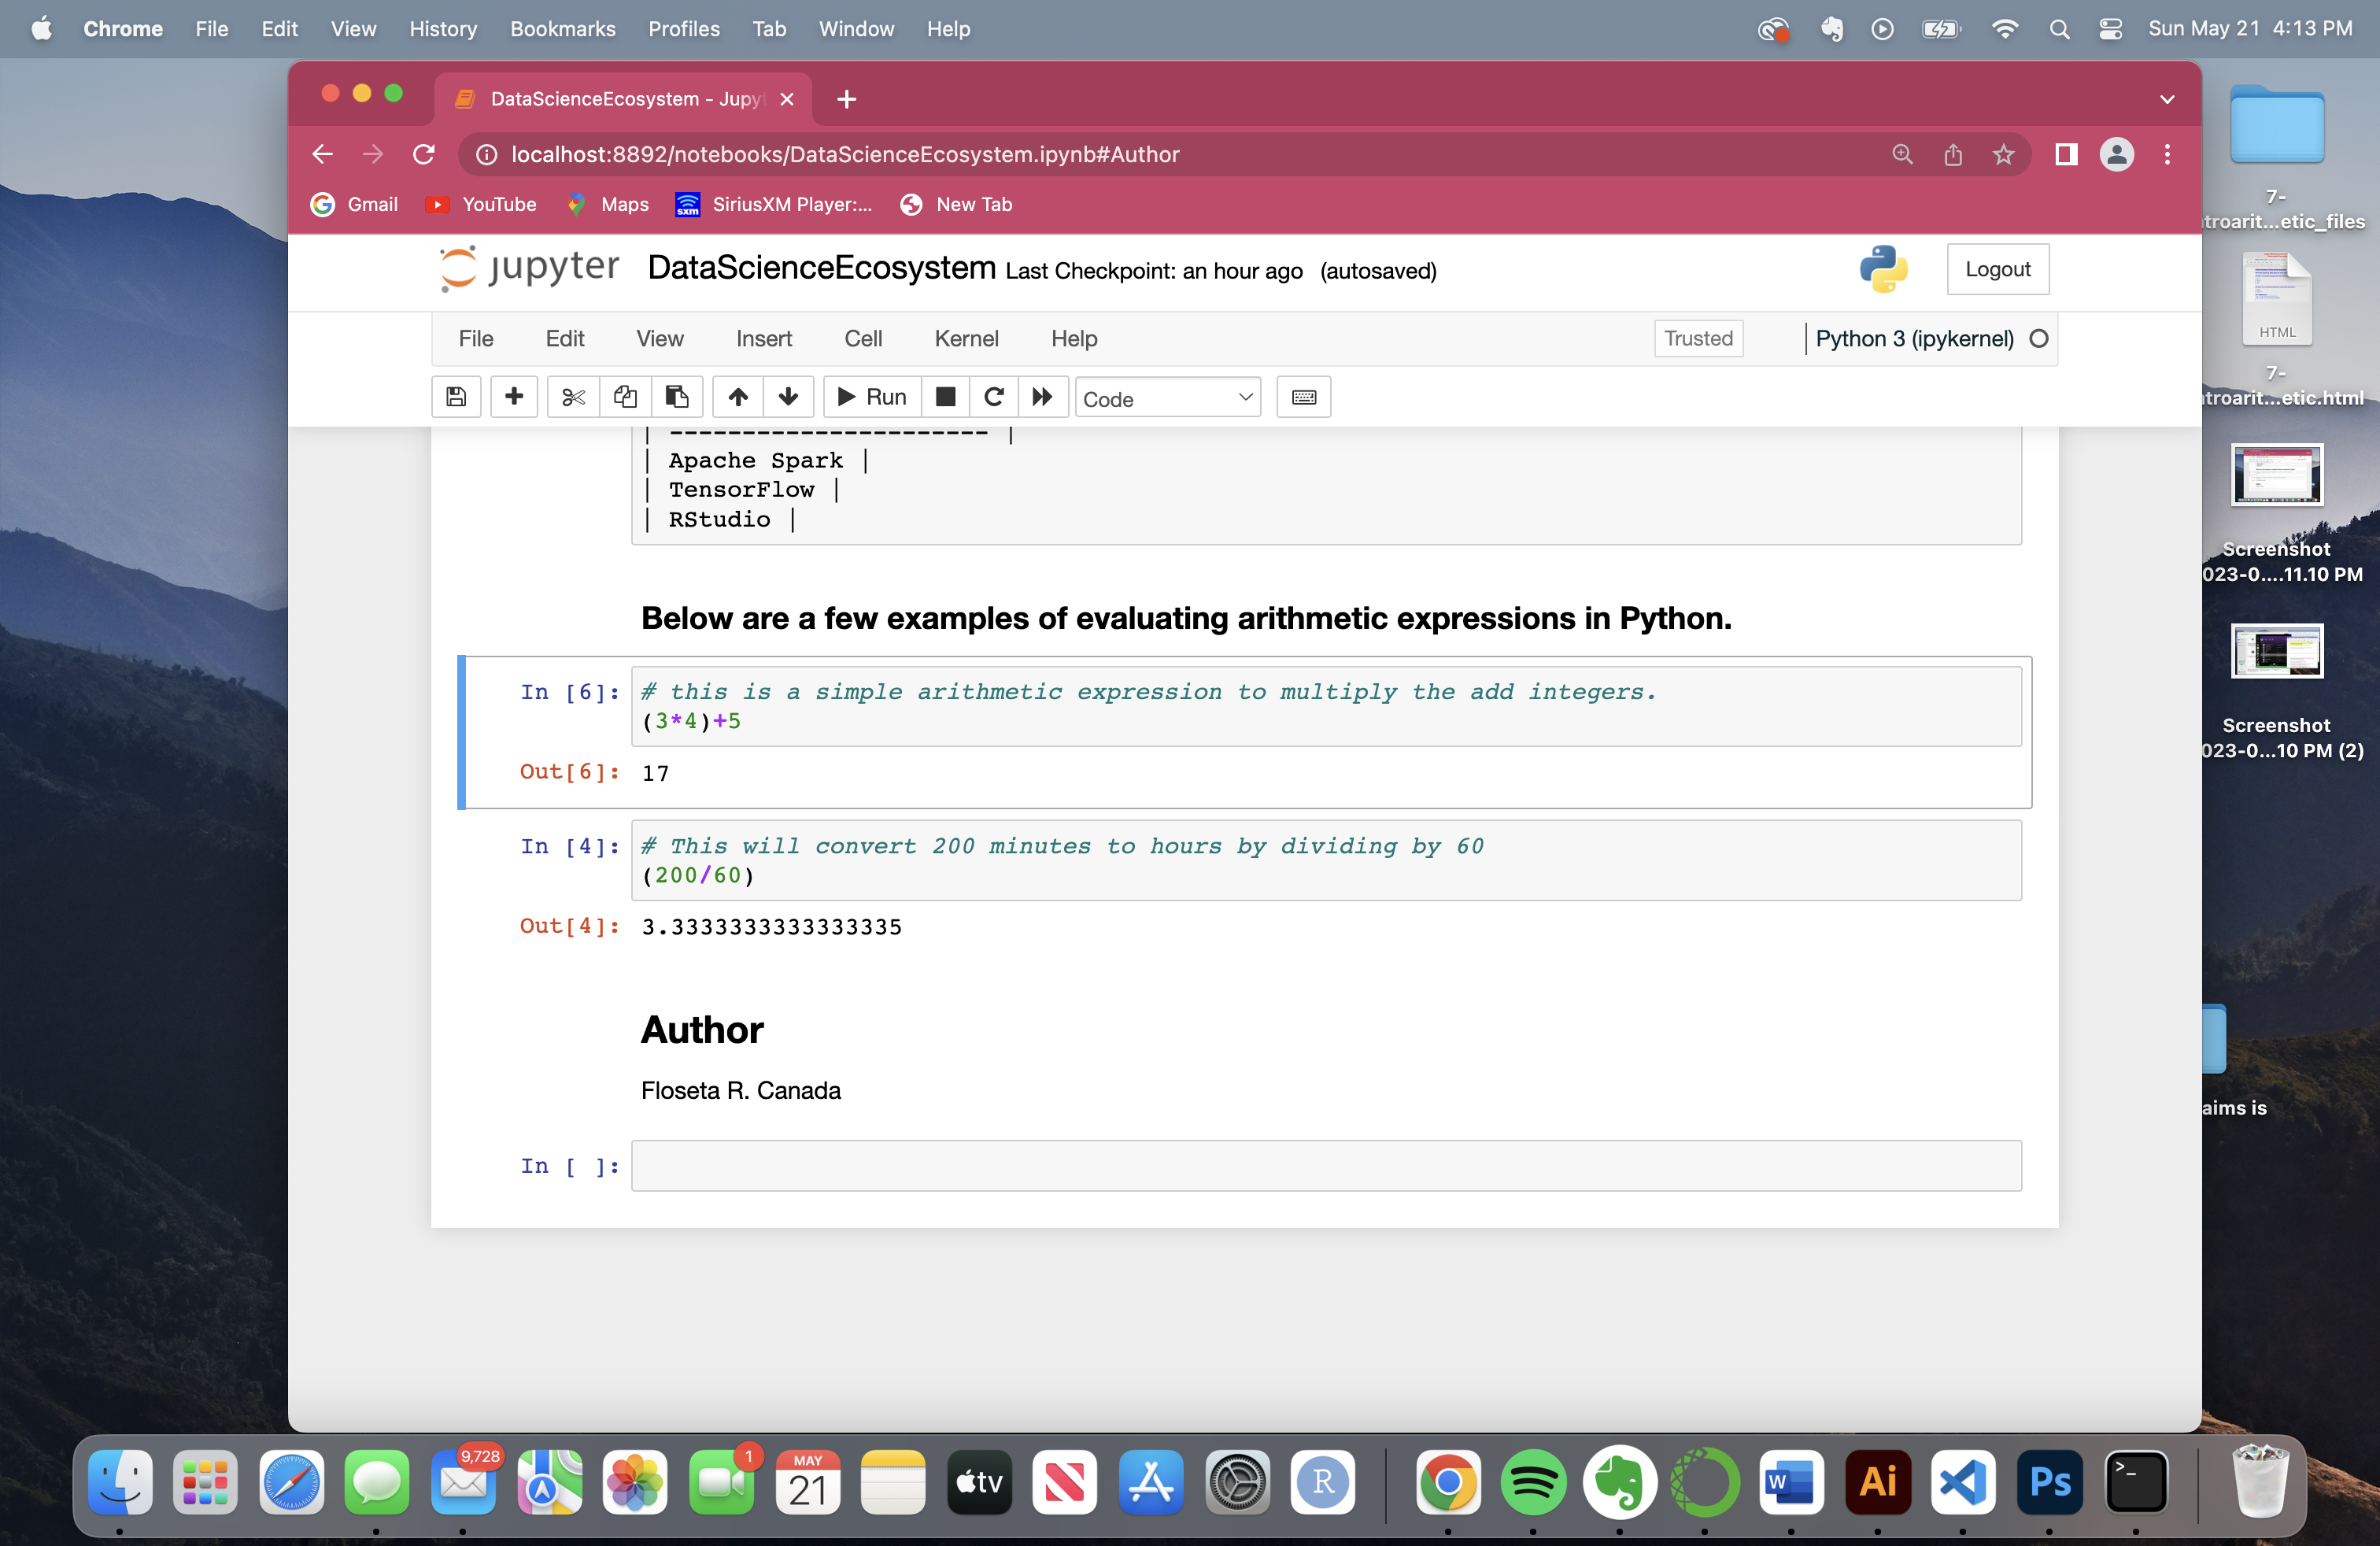 Chrome File Edit View History Bookmarks Profiles Tab Window Help Sun May 21 4:13 PM
DataScienceEcosystem - Jupyt
localhost:8892/notebooks/DataScienceEcosystem.ipynb#Author
Gmail YouTube Maps SiriusXM Player:... New Tab
jupyter DataScienceEcosystem Last Checkpoint: an hour ago (autosaved) Logout
File Edit View Insert Cell Kernel Help Trusted Python 3 (ipykernel)
Run Code
| ---------------------- |
| Apache Spark |
| TensorFlow |
| RStudio |
Below are a few examples of evaluating arithmetic expressions in Python.
In [6]: # this is a simple arithmetic expression to multiply the add integers.
(3*4)+5
Out[6]: 17
In [4]: # This will convert 200 minutes to hours by dividing by 60
(200/60)
Out[4]: 3.3333333333333335
Author
Floseta R. Canada
In [ ]:
7-
troarit...etic_files
HTML
7-
troarit...etic.html
Screenshot
023-0....11.10 PM
Screenshot
023-0...10 PM (2)
aims is
9,728
1
MAY
21
tv
R
W
Ai
Ps
>_